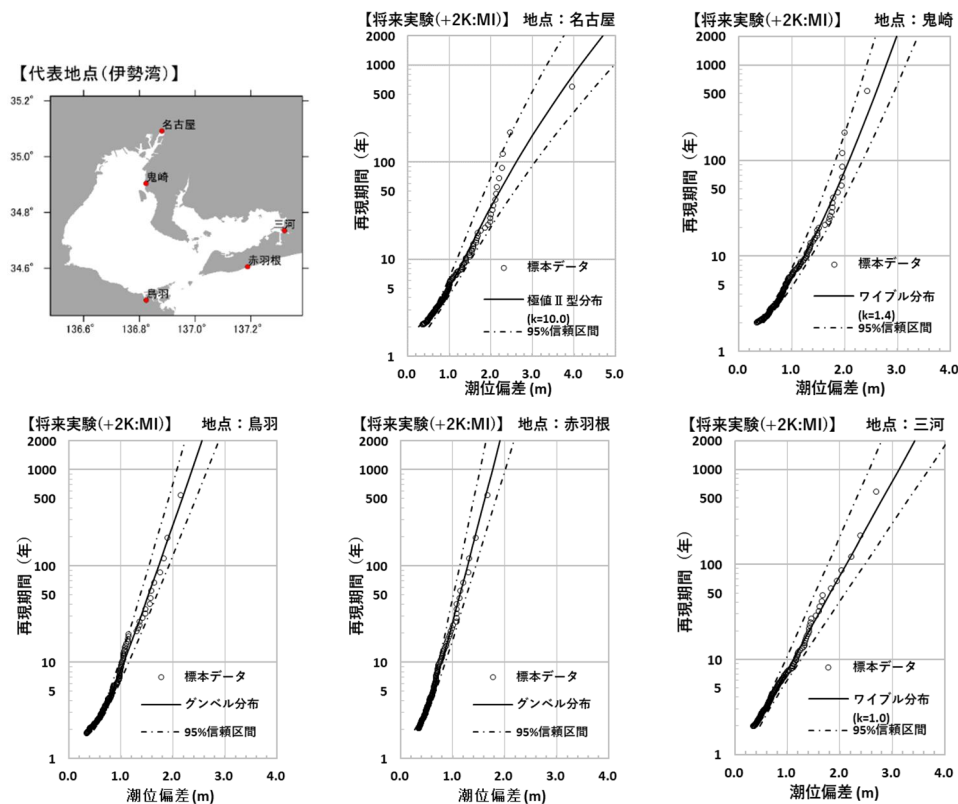 【代表地点(伊勢湾)】
35.2°
35.0°
34.8°
34.6°
136.6°
136.8°
137.0°
137.2°
名古屋
鬼崎
三河
赤羽根
鳥羽
【将来実験(+2K:MI)】 地点：名古屋
再現期間（年）
2000
1000
500
100
50
10
5
1
標本データ
極値Ⅱ型分布
(k=10.0)
95%信頼区間
0.0 1.0 2.0 3.0 4.0 5.0
潮位偏差(m)
【将来実験(+2K:MI)】 地点：鬼崎
再現期間（年）
2000
1000
500
100
50
10
5
1
標本データ
ワイブル分布
(k=1.4)
95%信頼区間
0.0 1.0 2.0 3.0 4.0
潮位偏差(m)
【将来実験(+2K:MI)】 地点：鳥羽
再現期間（年）
2000
1000
500
100
50
10
5
1
標本データ
グンベル分布
95%信頼区間
0.0 1.0 2.0 3.0 4.0
潮位偏差(m)
【将来実験(+2K:MI)】 地点：赤羽根
再現期間（年）
2000
1000
500
100
50
10
5
1
標本データ
グンベル分布
95%信頼区間
0.0 1.0 2.0 3.0 4.0
潮位偏差(m)
【将来実験(+2K:MI)】 地点：三河
再現期間（年）
2000
1000
500
100
50
10
5
1
標本データ
ワイブル分布
(k=1.0)
95%信頼区間
0.0 1.0 2.0 3.0 4.0
潮位偏差(m)